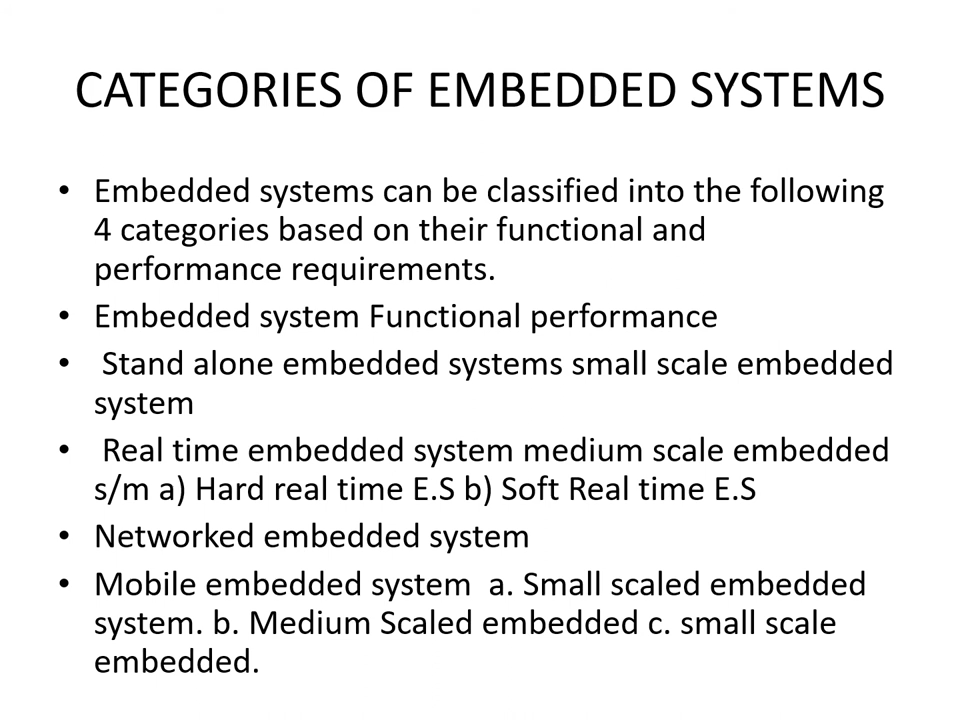 CATEGORIES OF EMBEDDED SYSTEMS
• Embedded systems can be classified into the following
4 categories based on their functional and
performance requirements.
• Embedded system Functional performance
• Stand alone embedded systems small scale embedded
system
• Real time embedded system medium scale embedded
s/m a) Hard real time E.S b) Soft Real time E.S
• Networked embedded system
• Mobile embedded system  a. Small scaled embedded
system. b. Medium Scaled embedded c. small scale
embedded.